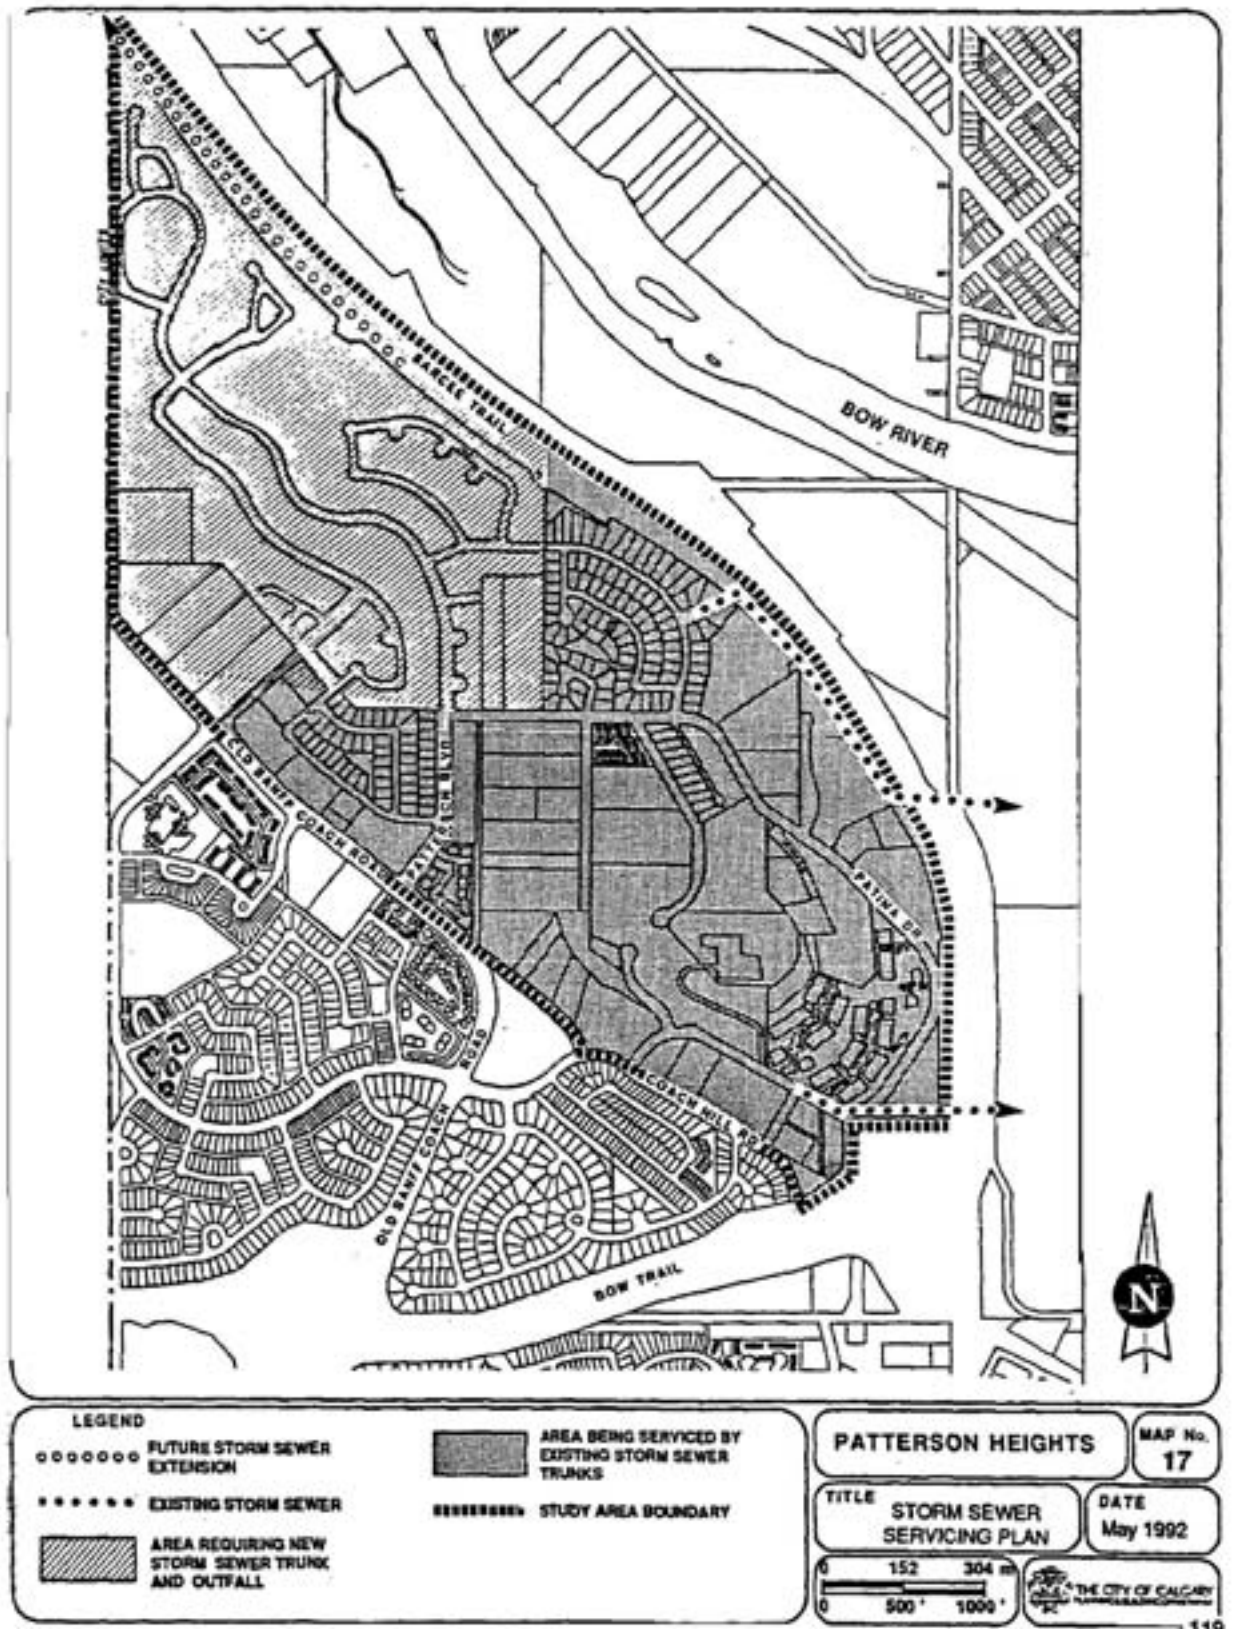 BOW RIVER
SARCEE TRAIL
OLD BANFF COACH ROAD
PATTERSON BLVD
PATINA DR
ROAD
COACH HILL RD
OLD BANFF COACH
BOW TRAIL
N
LEGEND
FUTURE STORM SEWER
EXTENSION
EXISTING STORM SEWER
AREA REQUIRING NEW
STORM SEWER TRUNK
AND OUTFALL
AREA BEING SERVICED BY
EXISTING STORM SEWER
TRUNKS
STUDY AREA BOUNDARY
PATTERSON HEIGHTS
MAP No.
17
TITLE
STORM SEWER
SERVICING PLAN
DATE
May 1992
0 152 304 m
0 500' 1000'
THE CITY OF CALGARY
119